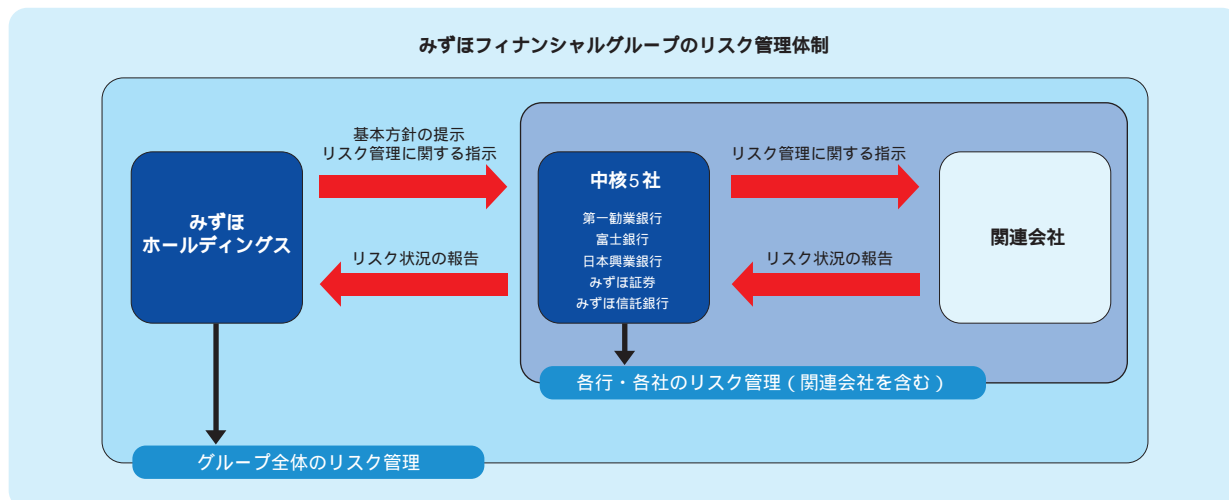 みずほフィナンシャルグループのリスク管理体制
基本方針の提示
リスク管理に関する指示
リスク管理に関する指示
みずほ
ホールディングス
中核5社
第一勧業銀行
富士銀行
日本興業銀行
みずほ証券
みずほ信託銀行
関連会社
リスク状況の報告
リスク状況の報告
各行・各社のリスク管理（関連会社を含む）
グループ全体のリスク管理